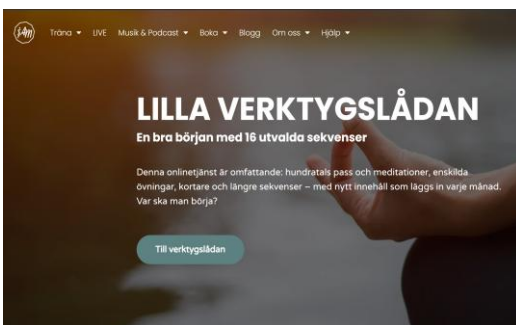 Träna LIVE Musik & Podcast Boka Blogg Om oss Hjälp
LILLA VERKTYGSLÅDAN
En bra början med 16 utvalda sekvenser
Denna onlinetjänst är omfattande: hundratals pass och meditationer, enskilda
övningar, kortare och längre sekvenser – med nytt innehåll som läggs in varje månad.
Var ska man börja?
Till verktygslådan